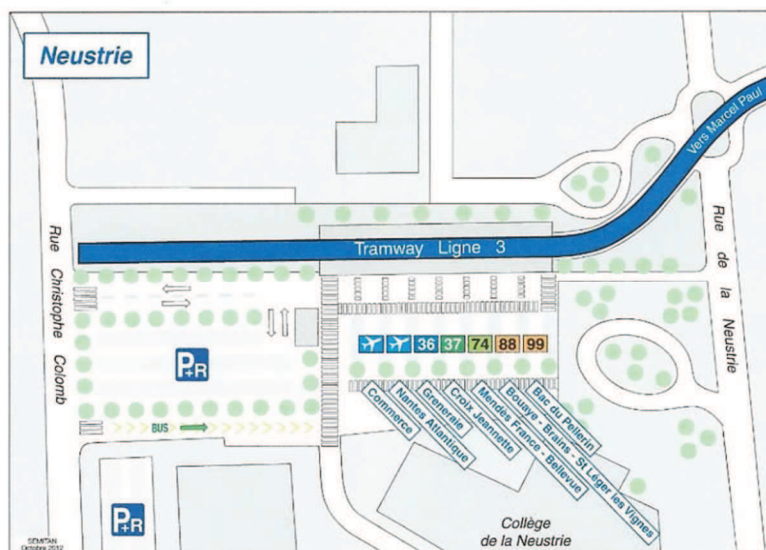 Neustrie
Vers Marcel Paul
Tramway Ligne 3
Rue Christophe Colomb
Rue de la Neustrie
P+R
36
37
74
88
99
Commerce
Nantes Atlantique
Greneraie
Croix Jeannette
Mendès France - Bellevue
Bouaye - Brains - St Léger les Vignes
Bac du Pellerin
BUS
P+R
Collège
de la Neustrie
SEMITAN
Octobre 2012